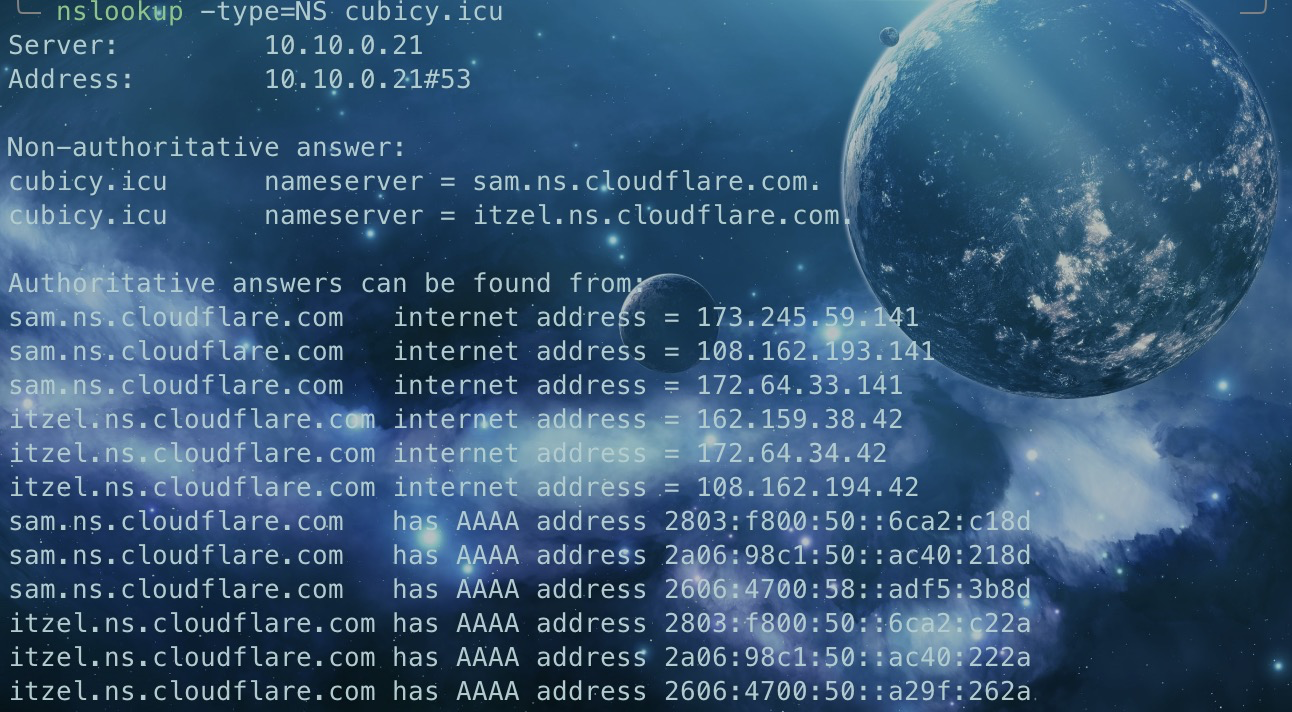 nslookup -type=NS cubicy.icu
Server:         10.10.0.21
Address:        10.10.0.21#53
Non-authoritative answer:
cubicy.icu      nameserver = sam.ns.cloudflare.com.
cubicy.icu      nameserver = itzel.ns.cloudflare.com.
Authoritative answers can be found from:
sam.ns.cloudflare.com   internet address = 173.245.59.141
sam.ns.cloudflare.com   internet address = 108.162.193.141
sam.ns.cloudflare.com   internet address = 172.64.33.141
itzel.ns.cloudflare.com internet address = 162.159.38.42
itzel.ns.cloudflare.com internet address = 172.64.34.42
itzel.ns.cloudflare.com internet address = 108.162.194.42
sam.ns.cloudflare.com   has AAAA address 2803:f800:50::6ca2:c18d
sam.ns.cloudflare.com   has AAAA address 2a06:98c1:50::ac40:218d
sam.ns.cloudflare.com   has AAAA address 2606:4700:58::adf5:3b8d
itzel.ns.cloudflare.com has AAAA address 2803:f800:50::6ca2:c22a
itzel.ns.cloudflare.com has AAAA address 2a06:98c1:50::ac40:222a
itzel.ns.cloudflare.com has AAAA address 2606:4700:50::a29f:262a